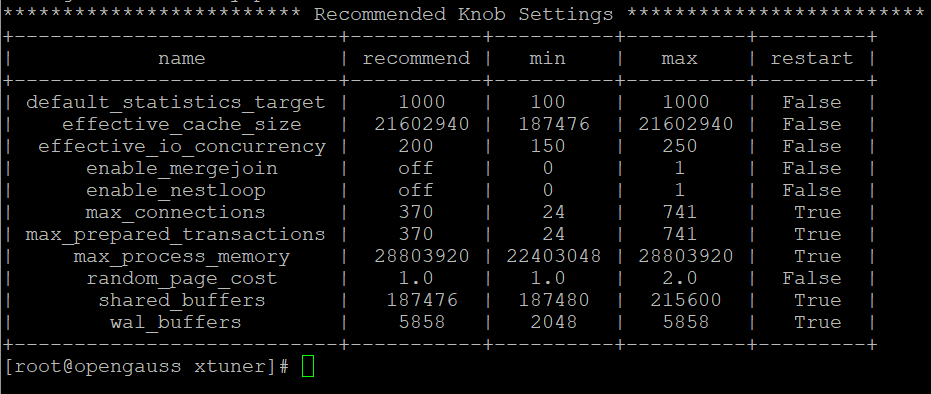 ************************* Recommended Knob Settings *************************
+---------------------------+-----------+----------+----------+---------+
|            name           | recommend |   min    |   max    | restart |
+---------------------------+-----------+----------+----------+---------+
| default_statistics_target |    1000   |   100    |   1000   |  False  |
|    effective_cache_size   |  21602940 |  187476  | 21602940 |  False  |
|  effective_io_concurrency |    200    |   150    |   250    |  False  |
|      enable_mergejoin     |    off    |    0     |    1     |  False  |
|      enable_nestloop      |    off    |    0     |    1     |  False  |
|      max_connections      |    370    |    24    |   741    |   True  |
| max_prepared_transactions |    370    |    24    |   741    |   True  |
|     max_process_memory    |  28803920 | 22403048 | 28803920 |   True  |
|      random_page_cost     |    1.0    |   1.0    |   2.0    |  False  |
|       shared_buffers      |   187476  |  187480  |  215600  |   True  |
|        wal_buffers        |    5858   |   2048   |   5858   |   True  |
+---------------------------+-----------+----------+----------+---------+
[root@opengauss xtuner]#